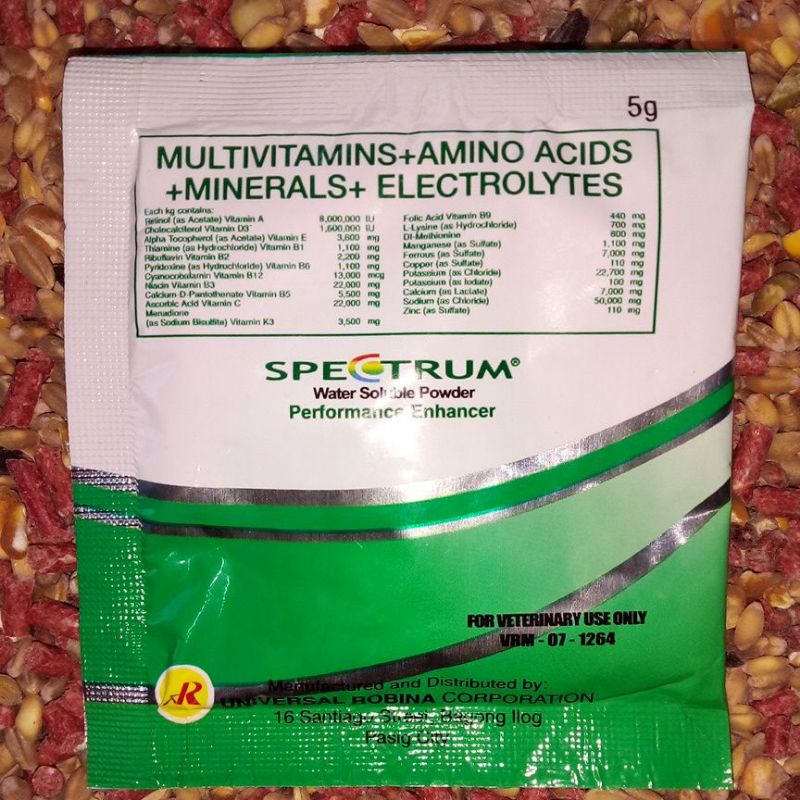 5g
MULTIVITAMINS+AMINO ACIDS
+MINERALS+ ELECTROLYTES
Each kg contains:
Retinol (as Acetate) Vitamin A 8,000,000 IU
Cholecalciferol Vitamin D3 1,600,000 IU
Alpha Tocopherol (as Acetate) Vitamin E 3,600 mg
Thiamine (as Hydrochloride) Vitamin B1 1,100 mg
Riboflavin Vitamin B2 2,200 mg
Pyridoxine (as Hydrochloride) Vitamin B6 1,100 mg
Cyanocobalamin Vitamin B12 13,000 mcg
Niacin Vitamin B3 22,000 mg
Calcium D-Pantothenate Vitamin B5 5,500 mg
Ascorbic Acid Vitamin C 22,000 mg
Menadione
(as Sodium Bisulfite) Vitamin K3 3,500 mg
Folic Acid Vitamin B9 440 mg
L-Lysine (as Hydrochloride) 700 mg
Dl-Methionine 800 mg
Manganese (as Sulfate) 1,100 mg
Ferrous (as Sulfate) 7,000 mg
Copper (as Sulfate) 110 mg
Potassium (as Chloride) 22,700 mg
Potassium (as Iodate) 100 mg
Calcium (as Lactate) 7,000 mg
Sodium (as Chloride) 50,000 mg
Zinc (as Sulfate) 110 mg
SPECTRUM®
Water Soluble Powder
Performance Enhancer
FOR VETERINARY USE ONLY
VRM - 07 - 1264
R
Manufactured and Distributed by:
UNIVERSAL ROBINA CORPORATION
16 Santiago Street, Bagong Ilog
Pasig City